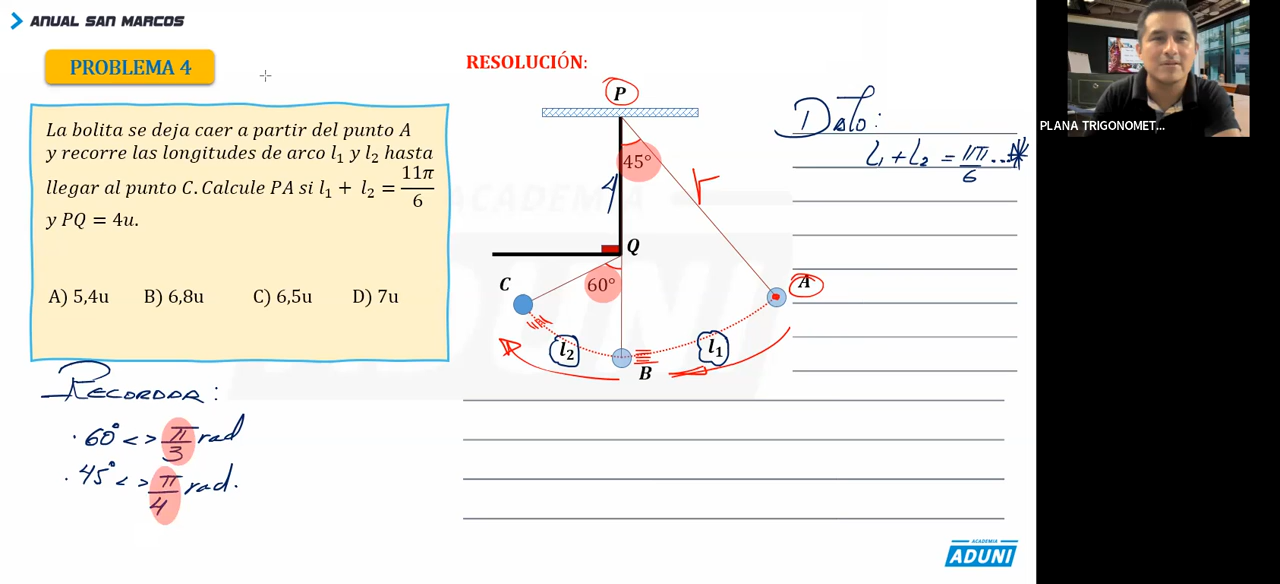 ANUAL SAN MARCOS
PROBLEMA 4
La bolita se deja caer a partir del punto A
y recorre las longitudes de arco l₁ y l₂ hasta
llegar al punto C. Calcule PA si l₁ + l₂ = 11π/6
y PQ = 4u.
A) 5,4u B) 6,8u C) 6,5u D) 7u
RECORDAR:
· 60° < > π/3 rad
· 45° < > π/4 rad.
RESOLUCIÓN:
P
45°
4
r
Q
60°
C
A
l₂
l₁
B
Dato:
L₁ + L₂ = 11π/6 ...*
ACADEMIA
ADUNI
PLANA TRIGONOMET...
ACADEMIA
ADUNI